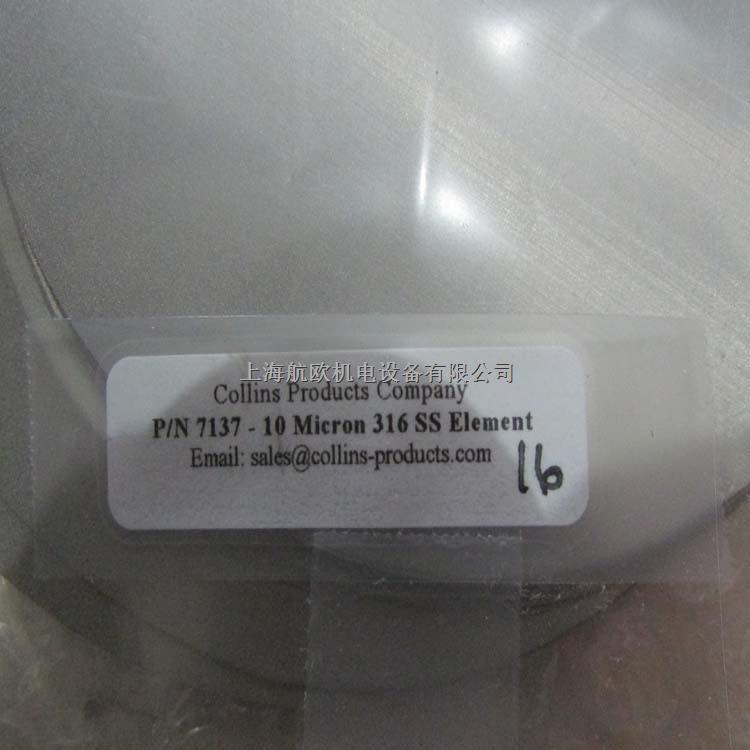 上海航欧机电设备有限公司
Collins Products Company
P/N 7137 - 10 Micron 316 SS Element
Email: sales@collins-products.com
16